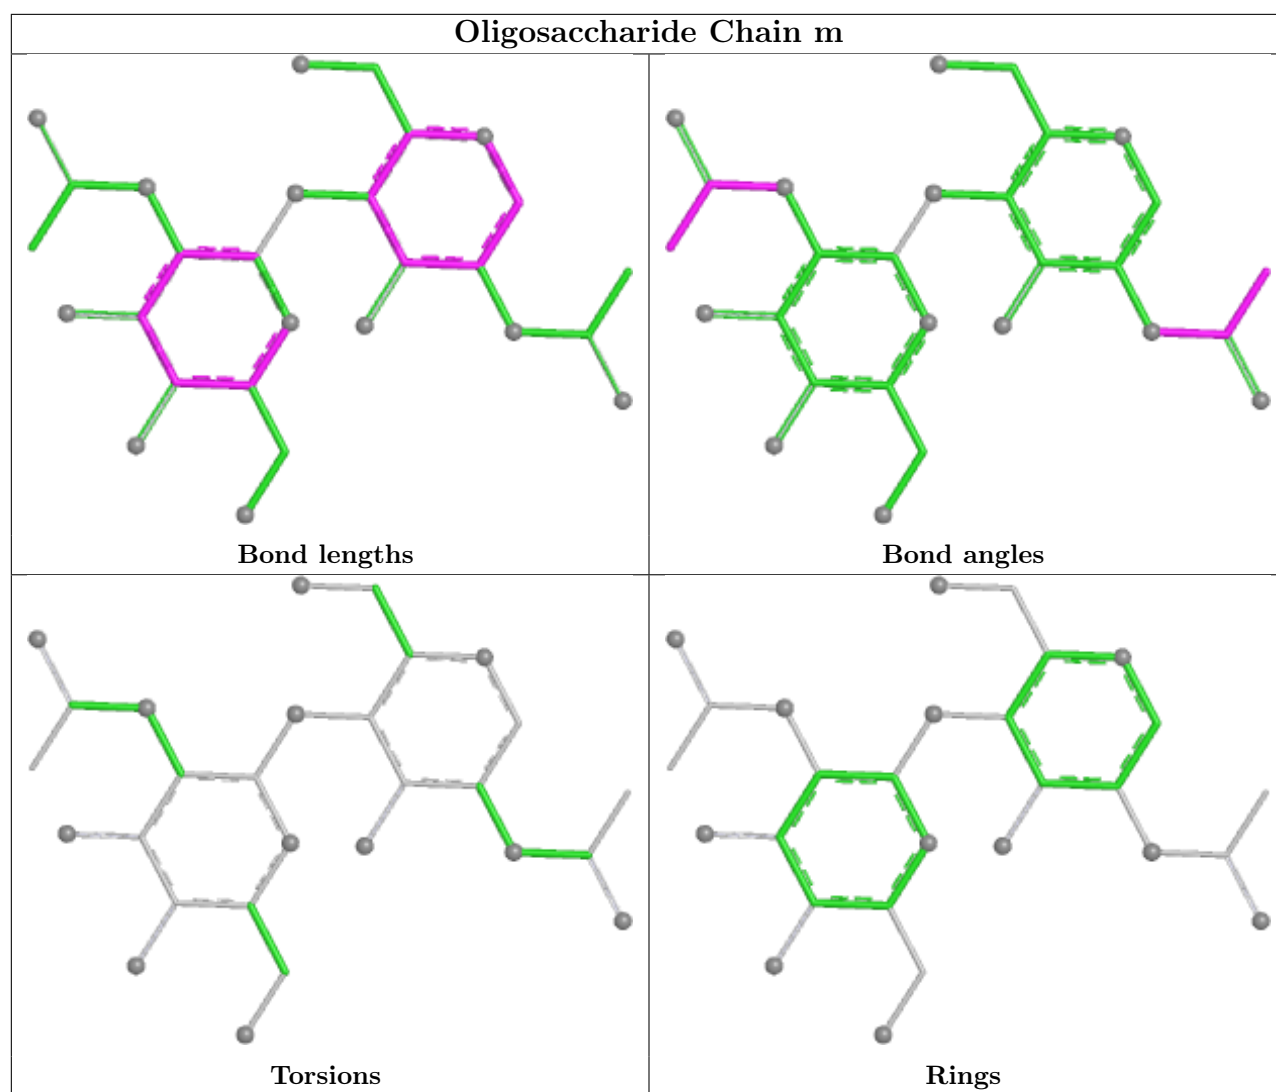 Oligosaccharide Chain m
Bond lengths
Bond angles
Torsions
Rings